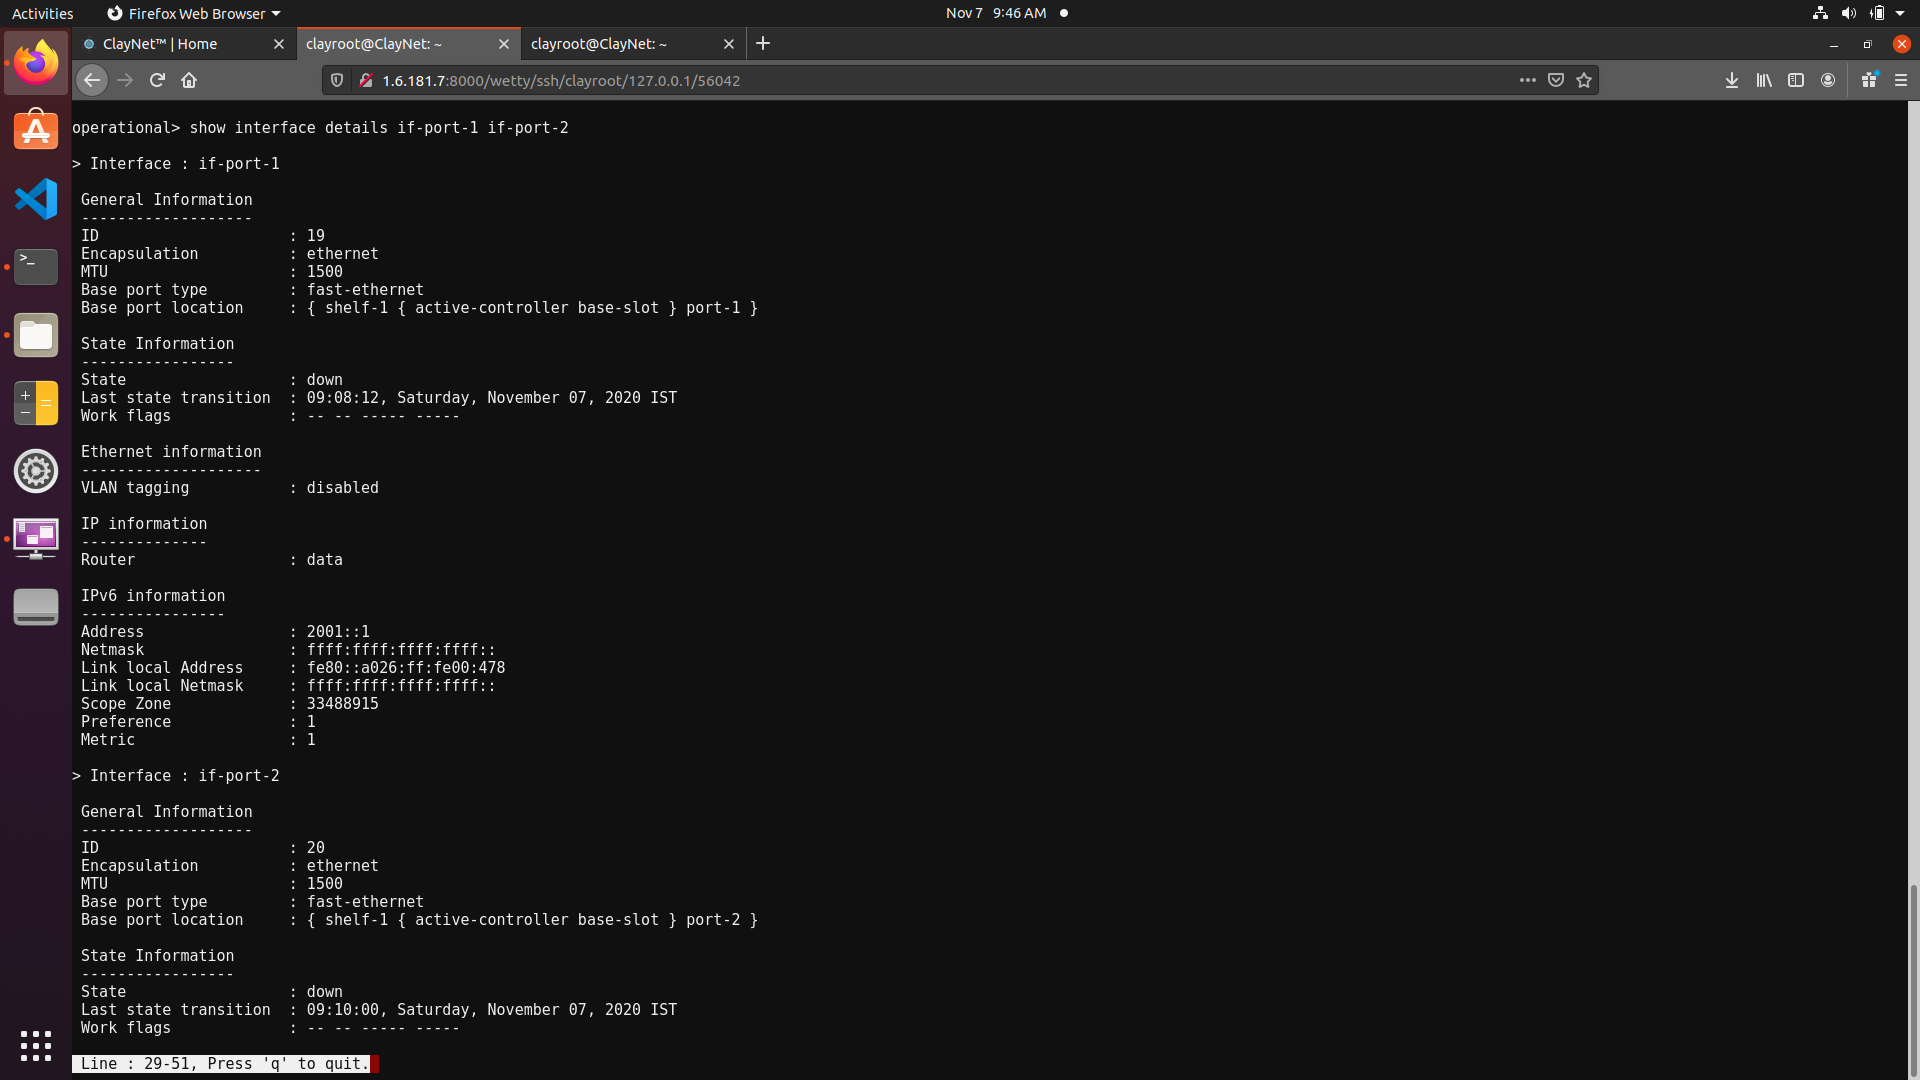 Activities Firefox Web Browser Nov 7 9:46 AM
ClayNet™ | Home clayroot@ClayNet: ~ clayroot@ClayNet: ~
1.6.181.7:8000/wetty/ssh/clayroot/127.0.0.1/56042
operational> show interface details if-port-1 if-port-2
> Interface : if-port-1
General Information
-------------------
ID : 19
Encapsulation : ethernet
MTU : 1500
Base port type : fast-ethernet
Base port location : { shelf-1 { active-controller base-slot } port-1 }
State Information
-----------------
State : down
Last state transition : 09:08:12, Saturday, November 07, 2020 IST
Work flags : -- -- ----- -----
Ethernet information
--------------------
VLAN tagging : disabled
IP information
--------------
Router : data
IPv6 information
----------------
Address : 2001::1
Netmask : ffff:ffff:ffff:ffff::
Link local Address : fe80::a026:ff:fe00:478
Link local Netmask : ffff:ffff:ffff:ffff::
Scope Zone : 33488915
Preference : 1
Metric : 1
> Interface : if-port-2
General Information
-------------------
ID : 20
Encapsulation : ethernet
MTU : 1500
Base port type : fast-ethernet
Base port location : { shelf-1 { active-controller base-slot } port-2 }
State Information
-----------------
State : down
Last state transition : 09:10:00, Saturday, November 07, 2020 IST
Work flags : -- -- ----- -----
Line : 29-51, Press 'q' to quit.